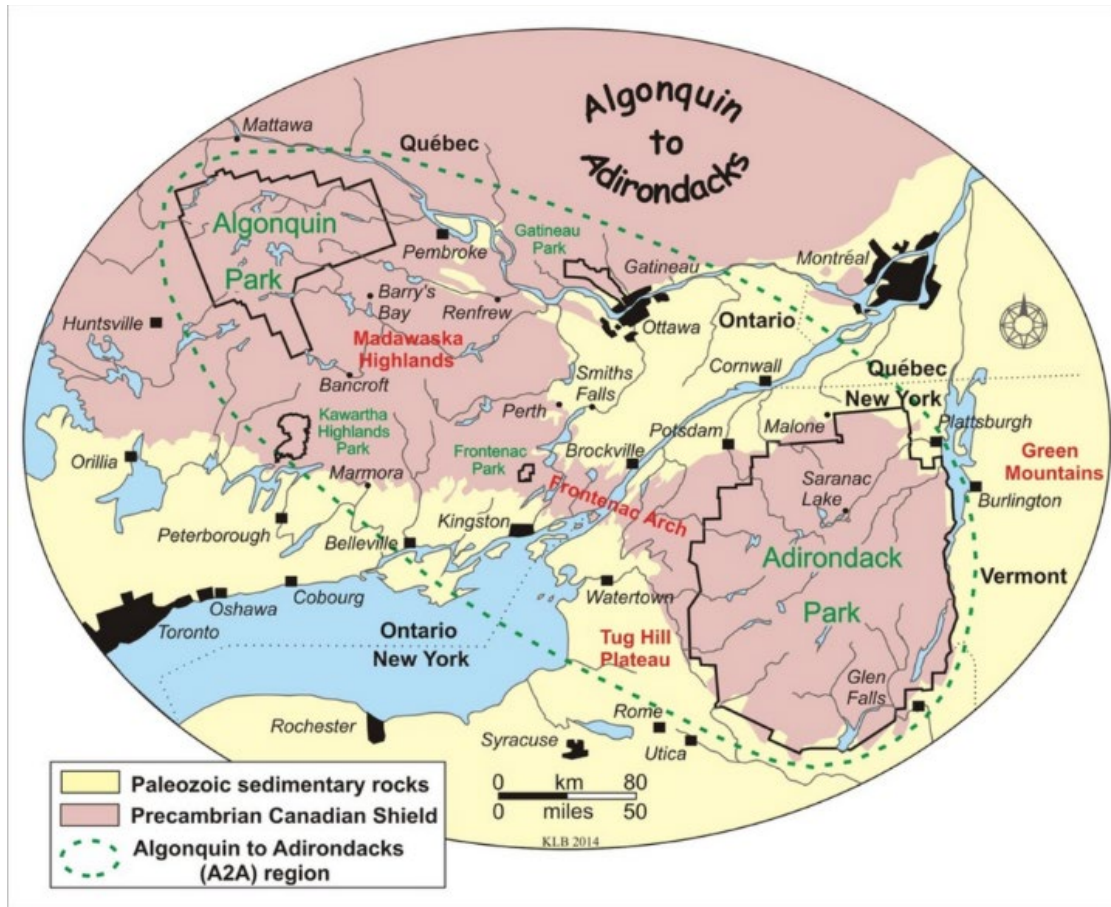 Algonquin
to
Adirondacks
Mattawa
Québec
Algonquin
Park
Pembroke
Gatineau
Park
Gatineau
Montréal
Barry's
Bay
Renfrew
Ottawa
Ontario
Huntsville
Madawaska
Highlands
Bancroft
Smiths
Falls
Cornwall
Québec
New York
Perth
Kawartha
Highlands
Park
Frontenac
Park
Brockville
Potsdam
Malone
Plattsburgh
Green
Mountains
Orillia
Marmora
Frontenac Arch
Saranac
Lake
Burlington
Peterborough
Belleville
Kingston
Adirondack
Park
Vermont
Toronto
Oshawa
Cobourg
Watertown
Ontario
New York
Tug Hill
Plateau
Glen
Falls
Rochester
Syracuse
Rome
Utica
0 km 80
0 miles 50
KLB 2014
Paleozoic sedimentary rocks
Precambrian Canadian Shield
Algonquin to Adirondacks
(A2A) region